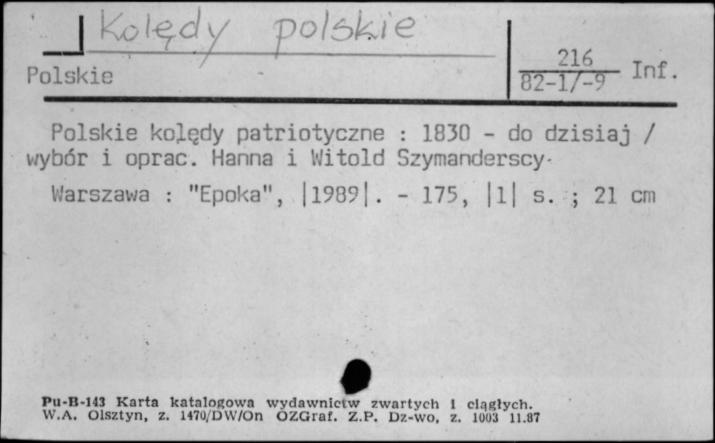 Kolędy polskie
216
Polskie
82-1/-9 Inf.
Polskie kolędy patriotyczne : 1830 - do dzisiaj /
wybór i oprac. Hanna i Witold Szymanderscy.
Warszawa : "Epoka", |1989|. - 175, |1| s. ; 21 cm
Pu-B-143 Karta katalogowa wydawnictw zwartych i ciągłych.
W.A. Olsztyn, z. 1470/DW/On OZGraf. Z.P. Dz-wo, z. 1003 11.87